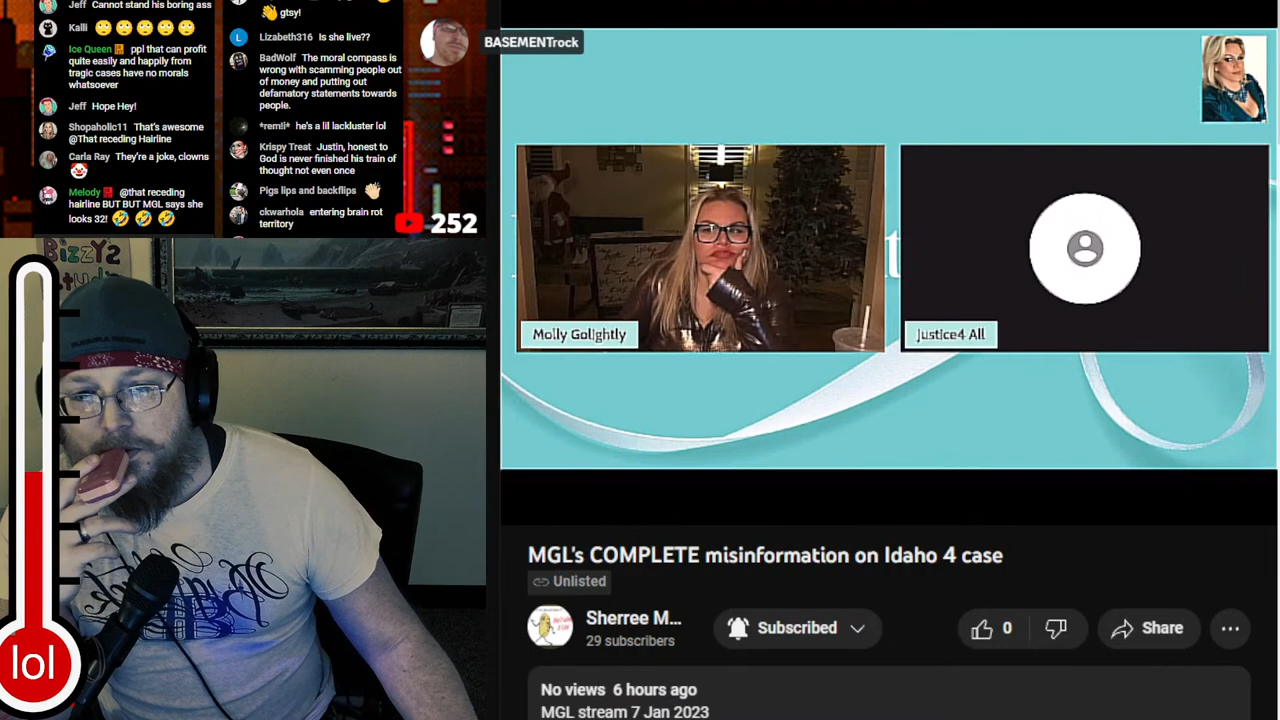 Jeff Cannot stand his boring ass
Kalli
Ice Queen ppl that can profit
quite easily and happily from
tragic cases have no morals
whatsoever
Jeff Hope Hey!
Shopaholic11 That's awesome
@That receding Hairline
Carla Ray They're a joke, clowns
Melody @that receding
hairline BUT BUT MGL says she
looks 32!
gtsy!
Lizabeth316 Is she live??
BadWolf The moral compass is
wrong with scamming people out
of money and putting out
defamatory statements towards
people.
*remli* he's a lil lackluster lol
Krispy Treat Justin, honest to
God is never finished his train of
thought not even once
Pigs lips and backflips
ckwarhola entering brain rot
territory
252
BASEMENTrock
BizzYs
lol
Molly Golightly
Justice4 All
MGL's COMPLETE misinformation on Idaho 4 case
Unlisted
Sherree M...
29 subscribers
Subscribed
0
Share
No views 6 hours ago
MGL stream 7 Jan 2023